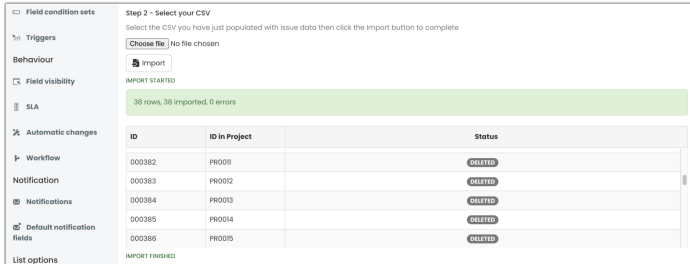 Field condition sets
Triggers
Behaviour
Field visibility
SLA
Automatic changes
Workflow
Notification
Notifications
Default notification
fields
List options
Step 2 - Select your CSV
Select the CSV you have just populated with issue data then click the Import button to complete
Choose file No file chosen
Import
IMPORT STARTED
38 rows, 38 imported, 0 errors
ID ID in Project Status
000382 PR0011 DELETED
000383 PR0012 DELETED
000384 PR0013 DELETED
000385 PR0014 DELETED
000386 PR0015 DELETED
IMPORT FINISHED